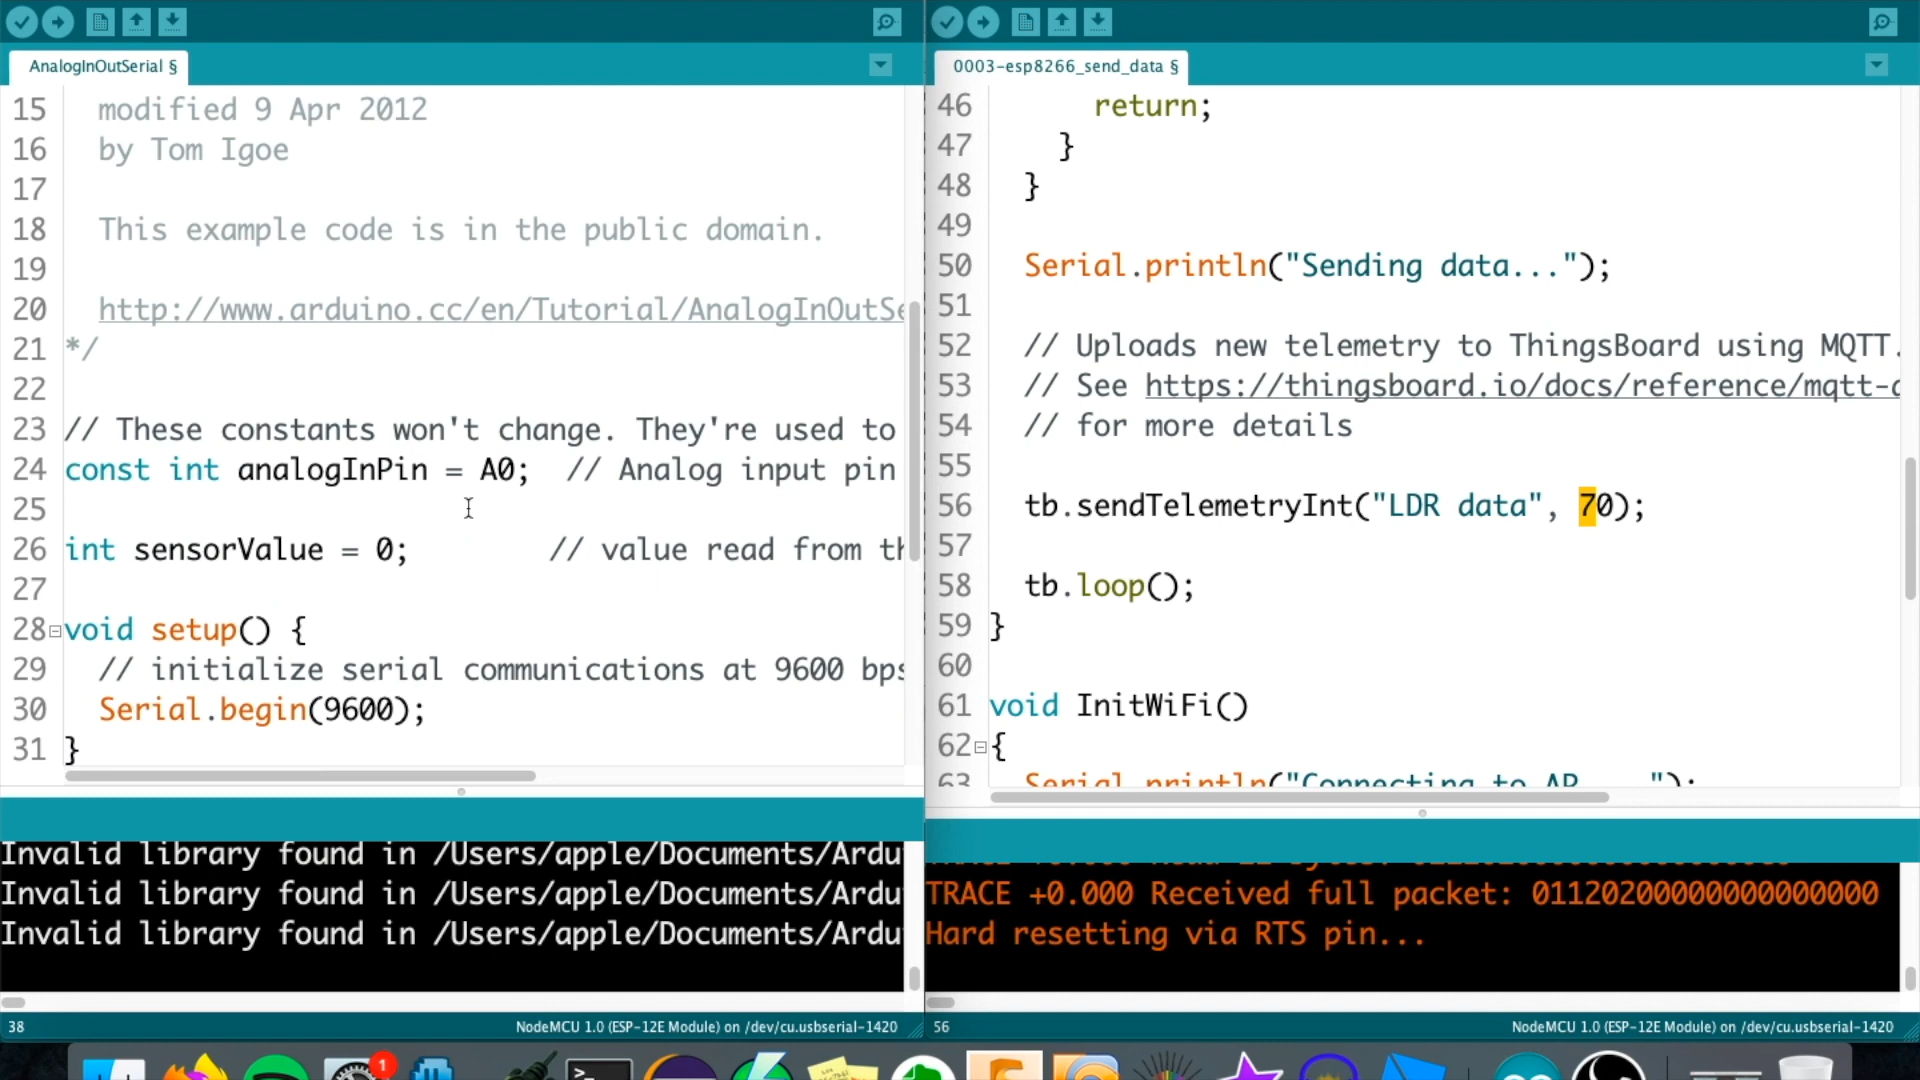 AnalogInOutSerial §
15 modified 9 Apr 2012
16 by Tom Igoe
17
18 This example code is in the public domain.
19
20 http://www.arduino.cc/en/Tutorial/AnalogInOutSe
21 */
22
23 // These constants won't change. They're used to
24 const int analogInPin = A0; // Analog input pin
25
26 int sensorValue = 0; // value read from th
27
28 void setup() {
29 // initialize serial communications at 9600 bps
30 Serial.begin(9600);
31 }
Invalid library found in /Users/apple/Documents/Ardu
Invalid library found in /Users/apple/Documents/Ardu
Invalid library found in /Users/apple/Documents/Ardu
38 NodeMCU 1.0 (ESP-12E Module) on /dev/cu.usbserial-1420
0003-esp8266_send_data §
46 return;
47 }
48 }
49
50 Serial.println("Sending data...");
51
52 // Uploads new telemetry to ThingsBoard using MQTT.
53 // See https://thingsboard.io/docs/reference/mqtt-
54 // for more details
55
56 tb.sendTelemetryInt("LDR data", 70);
57
58 tb.loop();
59 }
60
61 void InitWiFi()
62 {
63 Serial.println("Connecting to AP ...");
TRACE +0.000 Received full packet: 01120200000000000000
Hard resetting via RTS pin...
56 NodeMCU 1.0 (ESP-12E Module) on /dev/cu.usbserial-1420
1